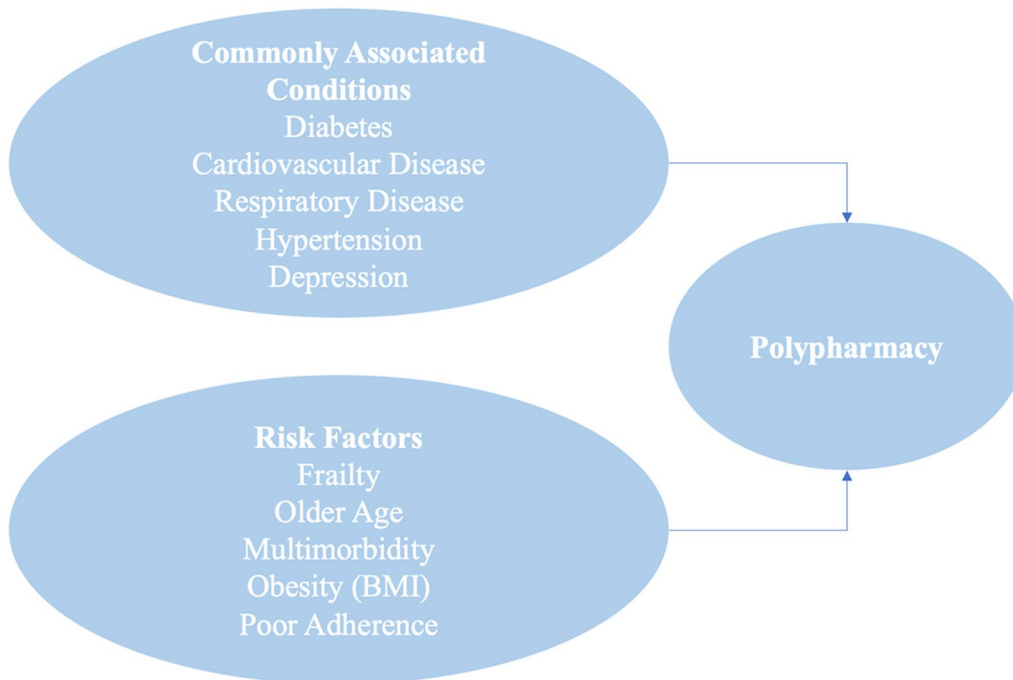 Commonly Associated
Conditions
Diabetes
Cardiovascular Disease
Respiratory Disease
Hypertension
Depression
Polypharmacy
Risk Factors
Frailty
Older Age
Multimorbidity
Obesity (BMI)
Poor Adherence